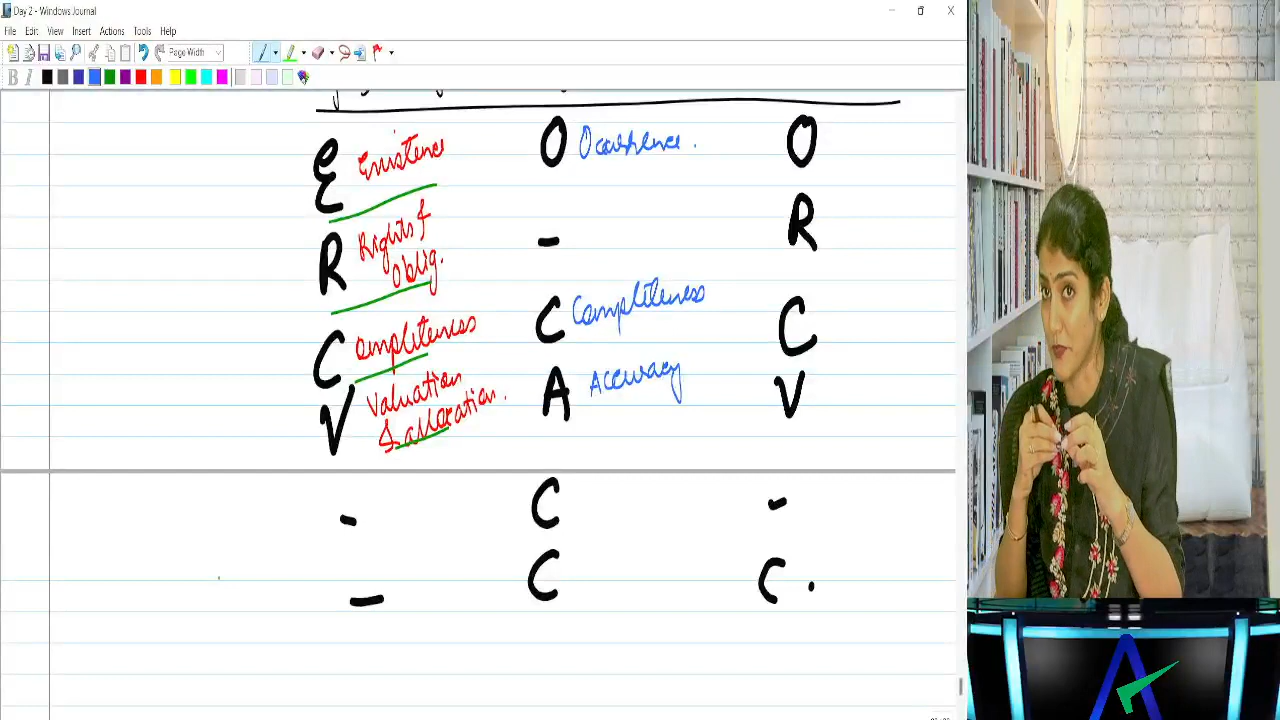 Day 2 - Windows Journal
File Edit View Insert Actions Tools Help
Page Width
B I
E Existence O Occurrence. O
R Rights & Oblig. - R
C ompleteness C Completeness C
V Valuation & allocation. A Accuracy V
- C -
- C C.